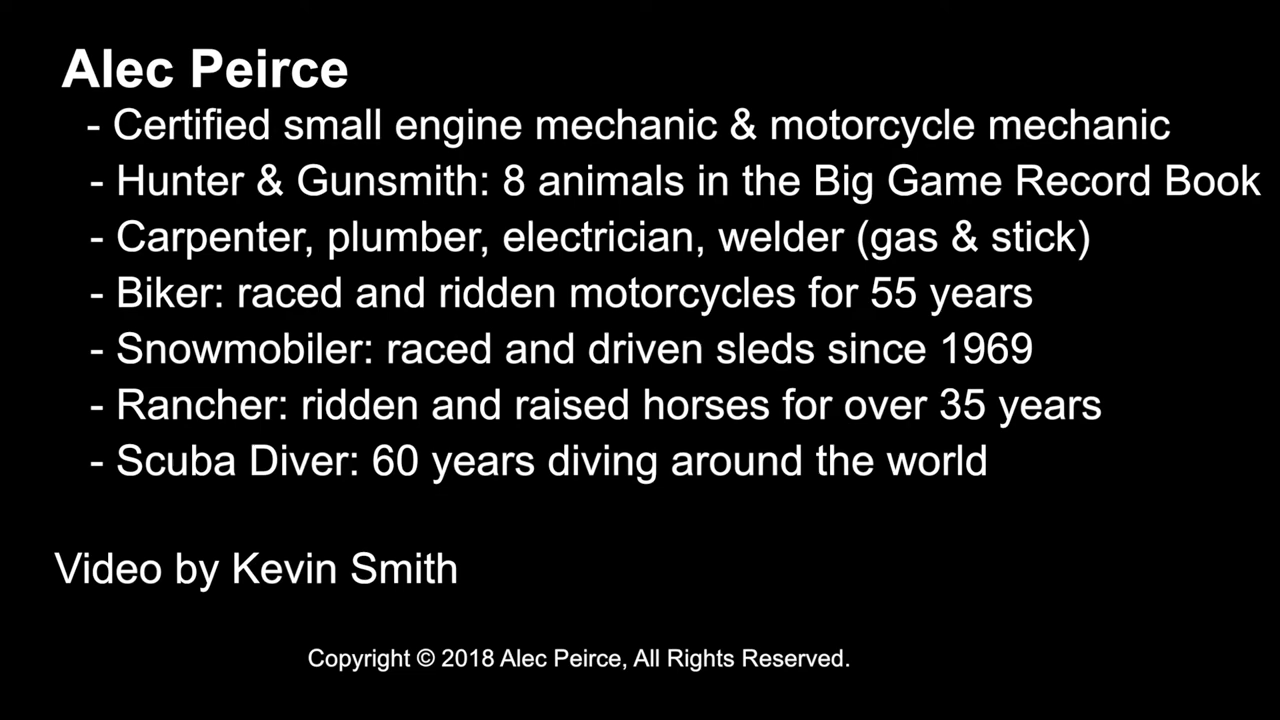 Alec Peirce
- Certified small engine mechanic & motorcycle mechanic
- Hunter & Gunsmith: 8 animals in the Big Game Record Book
- Carpenter, plumber, electrician, welder (gas & stick)
- Biker: raced and ridden motorcycles for 55 years
- Snowmobiler: raced and driven sleds since 1969
- Rancher: ridden and raised horses for over 35 years
- Scuba Diver: 60 years diving around the world
Video by Kevin Smith
Copyright © 2018 Alec Peirce, All Rights Reserved.